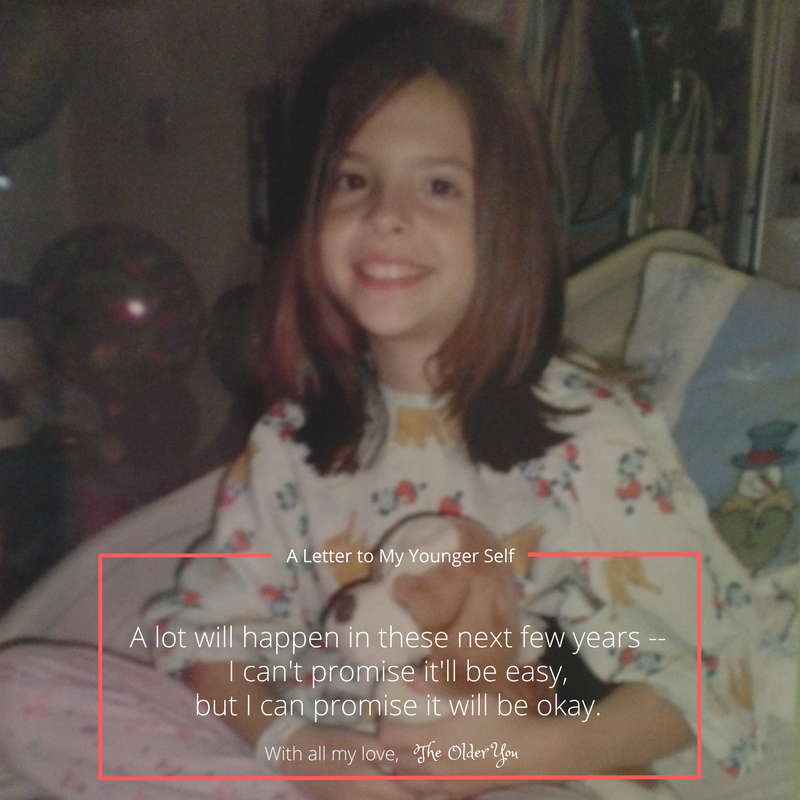 A Letter to My Younger Self
A lot will happen in these next few years --
I can't promise it'll be easy,
but I can promise it will be okay.
With all my love, The Older You